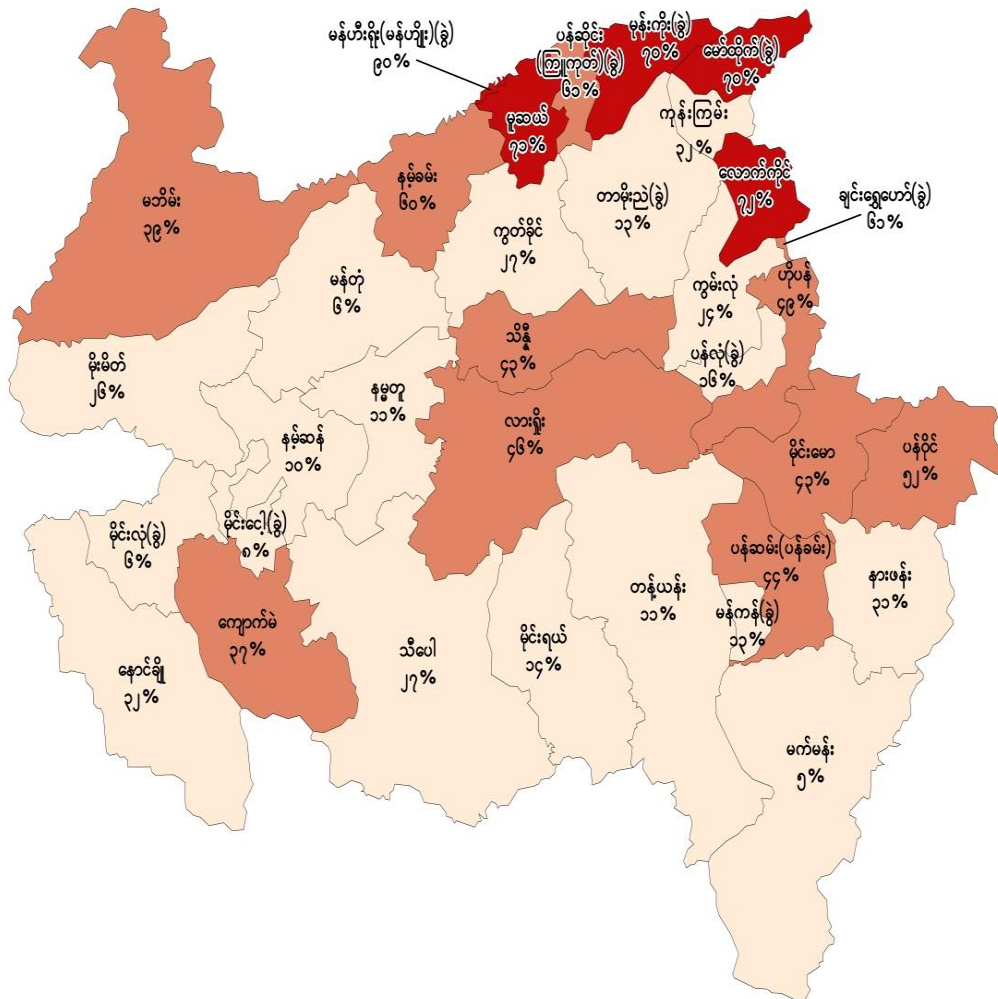 မန်ဟီးရိုး(မန်ဟျိုး)(ခွဲ)
၉၀%
ပန်ဆိုင်း
(ကြူကုတ်)(ခွဲ)
၆၁%
မုန်းကိုး(ခွဲ)
၇၀%
မော်ထိုက်(ခွဲ)
၇၀%
မူဆယ်
၇၁%
ကုန်းကြမ်း
၃၂%
လောက်ကိုင်
၇၂%
ချင်းရွှေဟော်(ခွဲ)
၆၁%
မဘိမ်း
၃၉%
နမ့်ခမ်း
၆၀%
တာမိုးညဲ(ခွဲ)
၁၃%
ကွတ်ခိုင်
၂၇%
မန်တုံ
၆%
ကွမ်းလုံ
၂၄%
ဟိုပန်
၄၉%
သိန္နီ
၄၃%
ပန်လုံ(ခွဲ)
၁၆%
မိုးမိတ်
၂၆%
နမ္မတူ
၁၁%
လားရှိုး
၄၆%
နမ့်ဆန်
၁၀%
မိုင်းမော
၄၃%
ပန်ဝိုင်
၅၂%
မိုင်းလုံ(ခွဲ)
၆%
မိုင်းငေါ့(ခွဲ)
၈%
ပန်ဆမ်း(ပန်ခမ်း)
၄၄%
နားဖန်း
၃၁%
တန့်ယန်း
၁၁%
မန်ကန်(ခွဲ)
၁၃%
ကျောက်မဲ
၃၇%
သီပေါ
၂၇%
မိုင်းရယ်
၁၄%
နောင်ချို
၃၂%
မက်မန်း
၅%